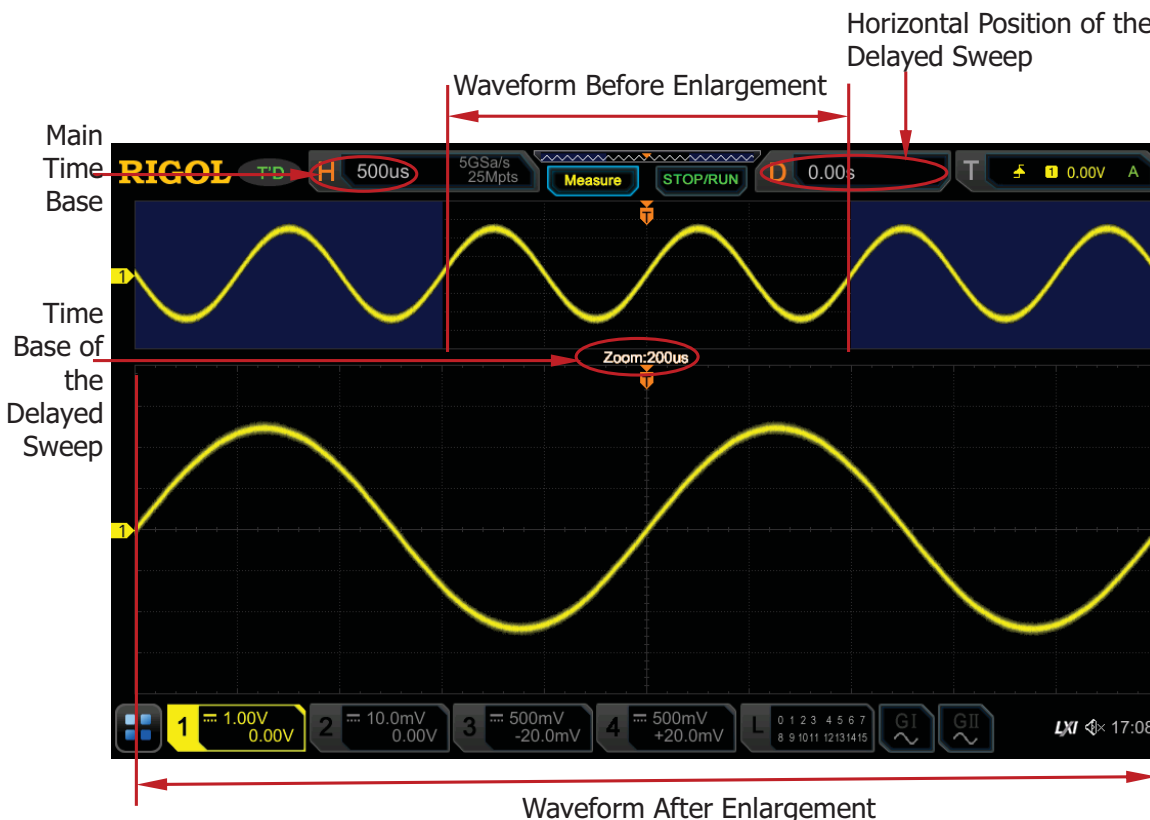 Horizontal Position of the
Delayed Sweep
Waveform Before Enlargement
Main
Time
Base
RIGOL
T'D
H
500us
5GSa/s
25Mpts
Measure
STOP/RUN
D
0.00s
T
1
0.00V
A
T
1
Time
Base of
the
Delayed
Sweep
Zoom:200us
T
1
1
1.00V
0.00V
2
10.0mV
0.00V
3
500mV
-20.0mV
4
500mV
+20.0mV
L
0 1 2 3 4 5 6 7
8 9 10 11 12 13 14 15
GI
GII
LXI
17:08
Waveform After Enlargement